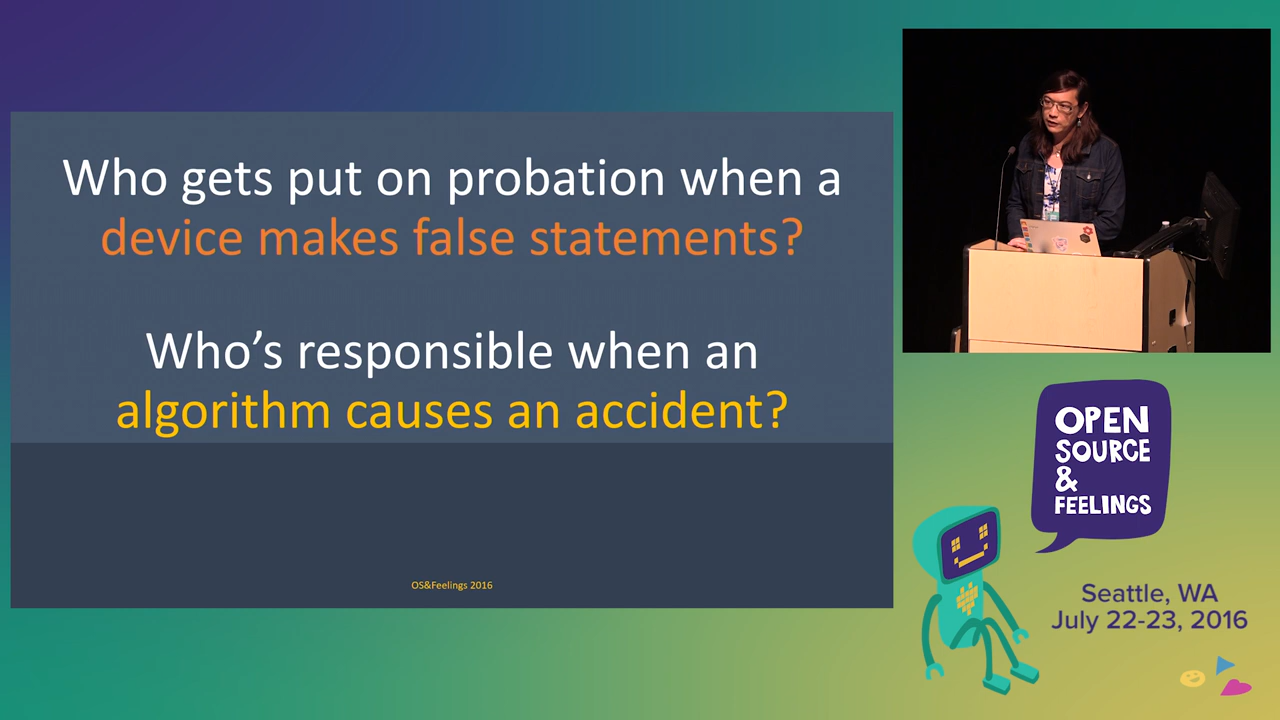 Who gets put on probation when a
device makes false statements?
Who's responsible when an
algorithm causes an accident?
OS&Feelings 2016
OPEN
SOURCE
&
FEELINGS
Seattle, WA
July 22-23, 2016